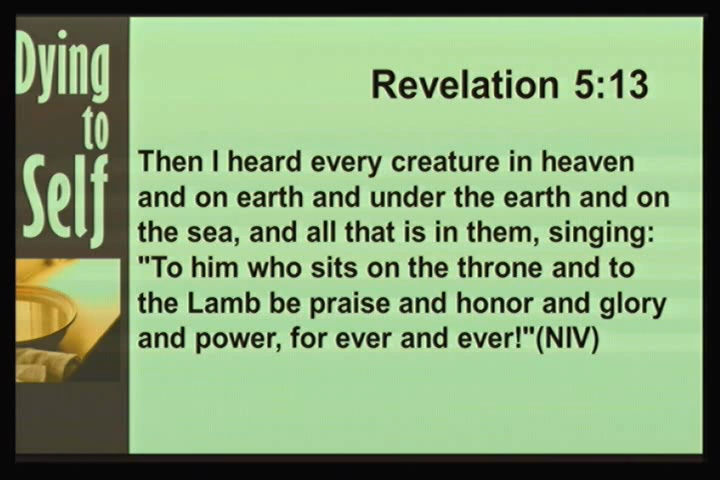 Dying
to
Self
Revelation 5:13
Then I heard every creature in heaven
and on earth and under the earth and on
the sea, and all that is in them, singing:
"To him who sits on the throne and to
the Lamb be praise and honor and glory
and power, for ever and ever!"(NIV)